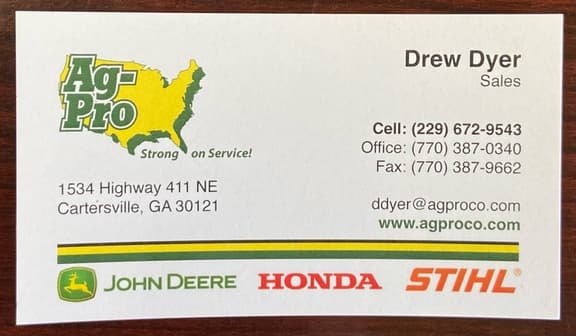 Ag-
Pro
Strong on Service!
1534 Highway 411 NE
Cartersville, GA 30121
Drew Dyer
Sales
Cell: (229) 672-9543
Office: (770) 387-0340
Fax: (770) 387-9662
ddyer@agproco.com
www.agproco.com
JOHN DEERE HONDA STIHL®